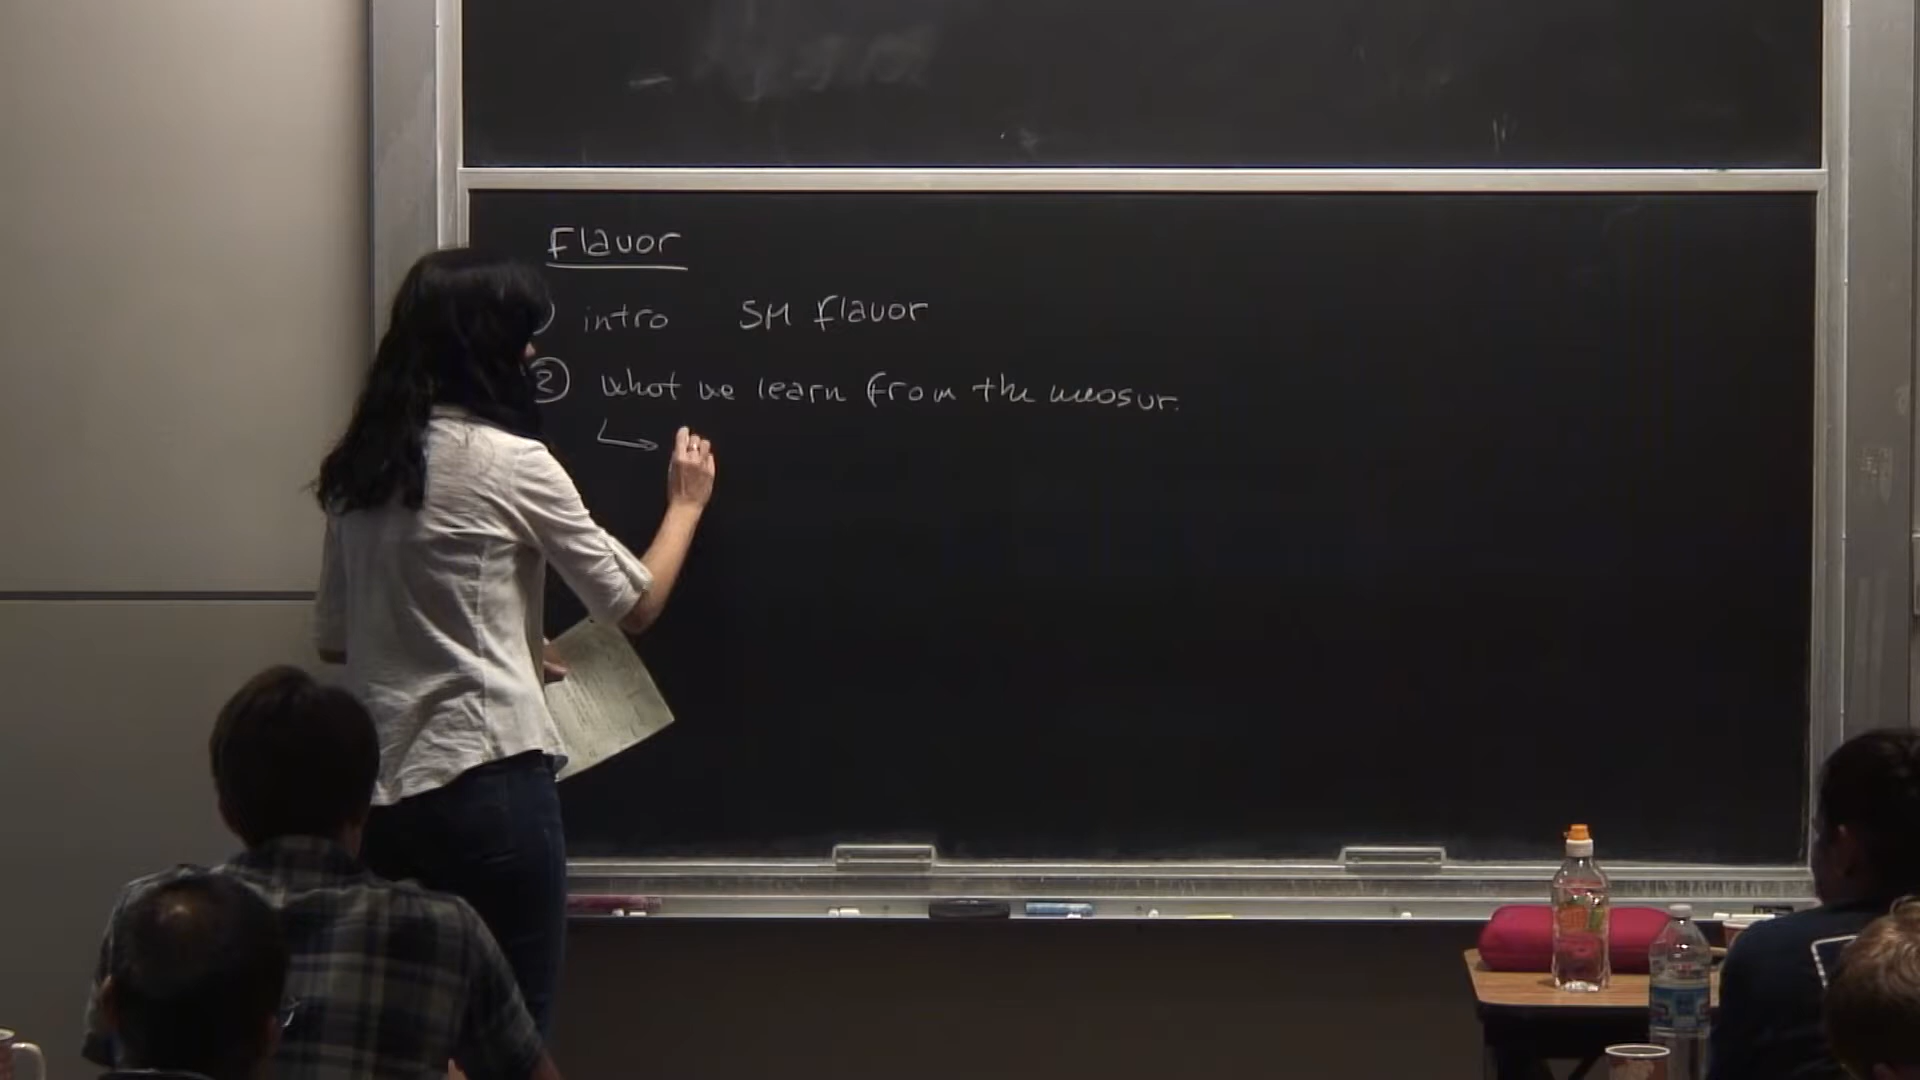 Flavor
) intro SM flavor
② what we learn from the measur.